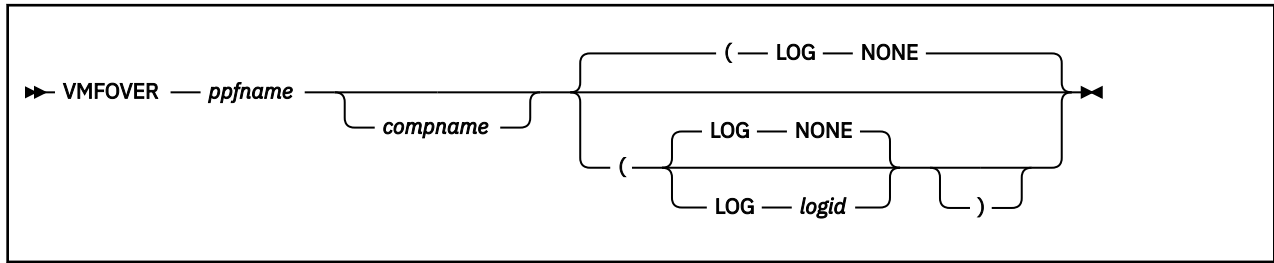 ( LOG NONE
VMFOVER ppfname
compname
LOG NONE
(
LOG logid
)